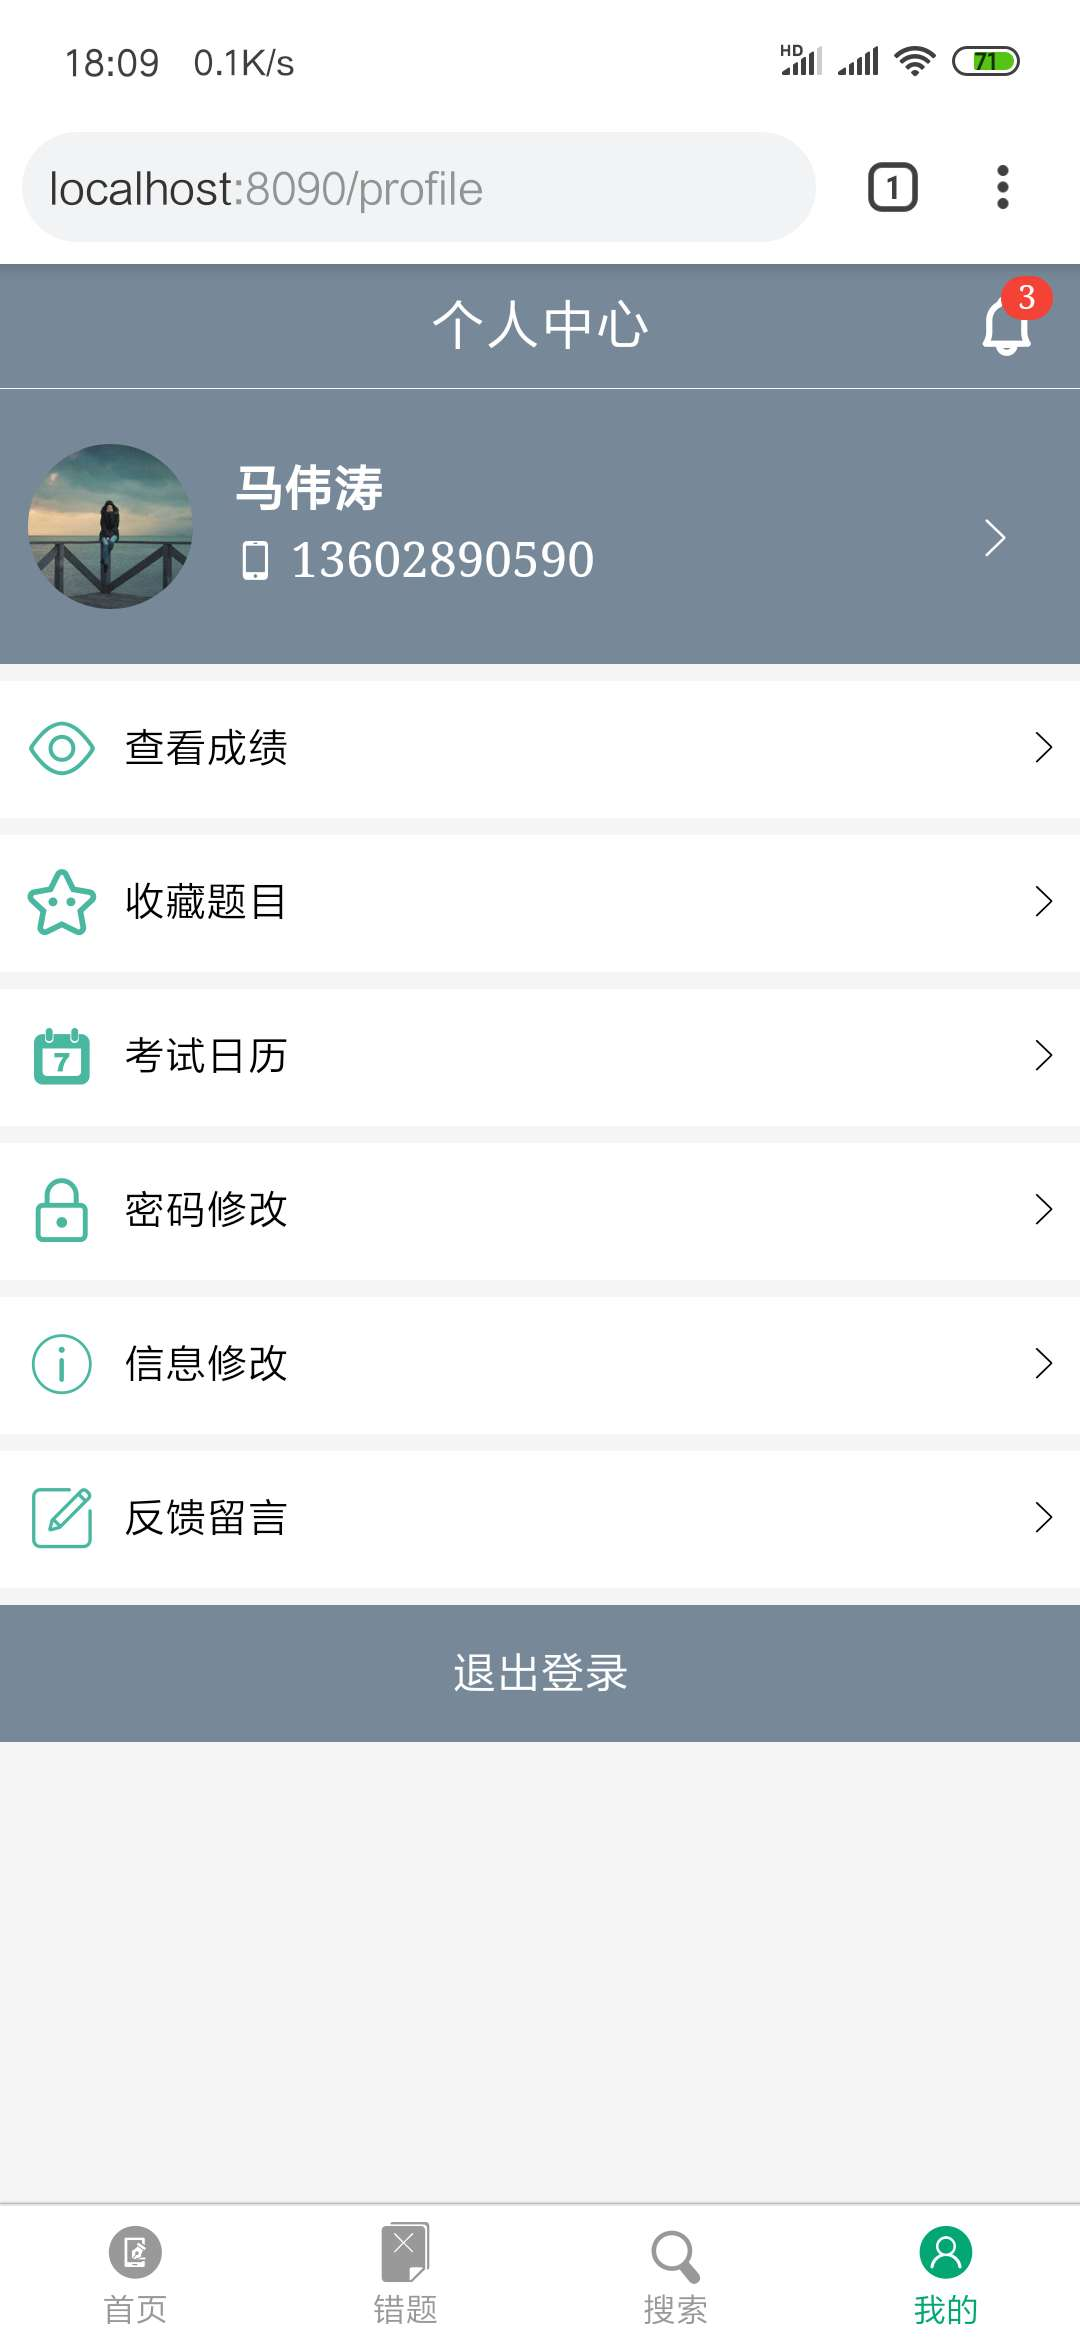 18:09 0.1K/s HD 71
localhost:8090/profile 1
个人中心 3
马伟涛
13602890590
查看成绩
收藏题目
7 考试日历
密码修改
信息修改
反馈留言
退出登录
首页 错题 搜索 我的